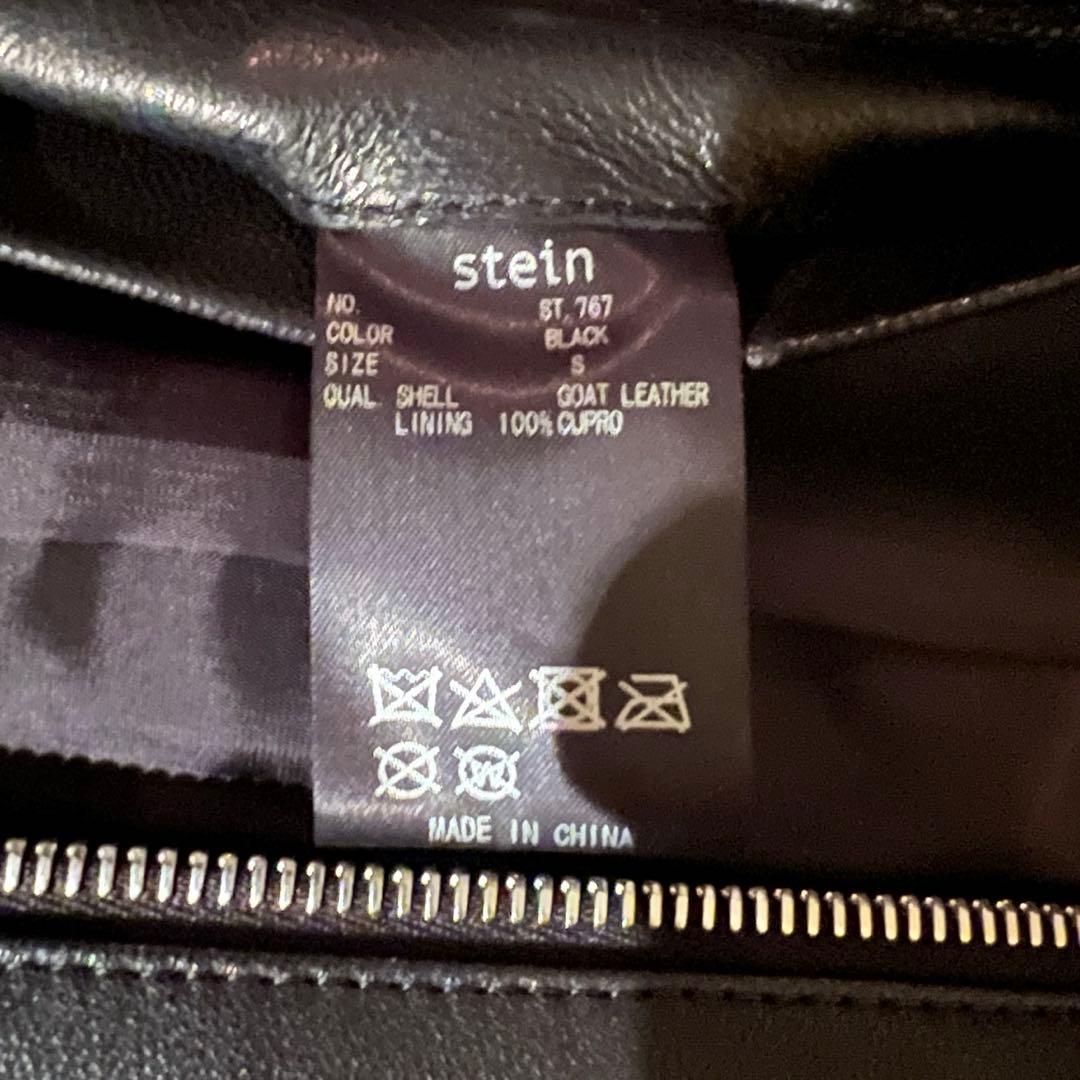 stein
NO. ST.767
COLOR BLACK
SIZE S
QUAL SHELL GOAT LEATHER
LINING 100%CUPRO
W
MADE IN CHINA